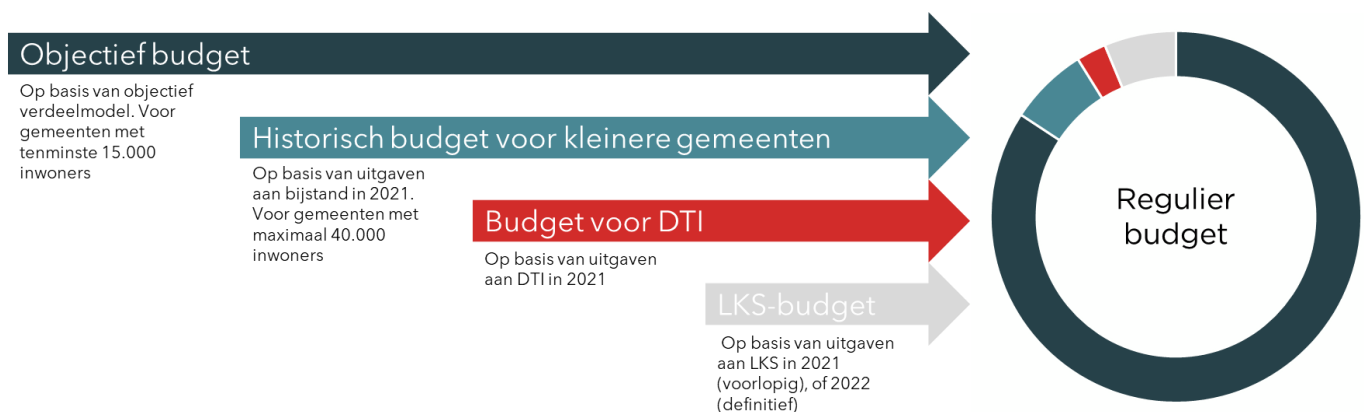 Objectief budget
Op basis van objectief
verdeelmodel. Voor
gemeenten met
tenminste 15.000
inwoners
Historisch budget voor kleinere gemeenten
Op basis van uitgaven
aan bijstand in 2021.
Voor gemeenten met
maximaal 40.000
inwoners
Budget voor DTI
Op basis van uitgaven
aan DTI in 2021
LKS-budget
Op basis van uitgaven
aan LKS in 2021
(voorlopig), of 2022
(definitief)
Regulier
budget